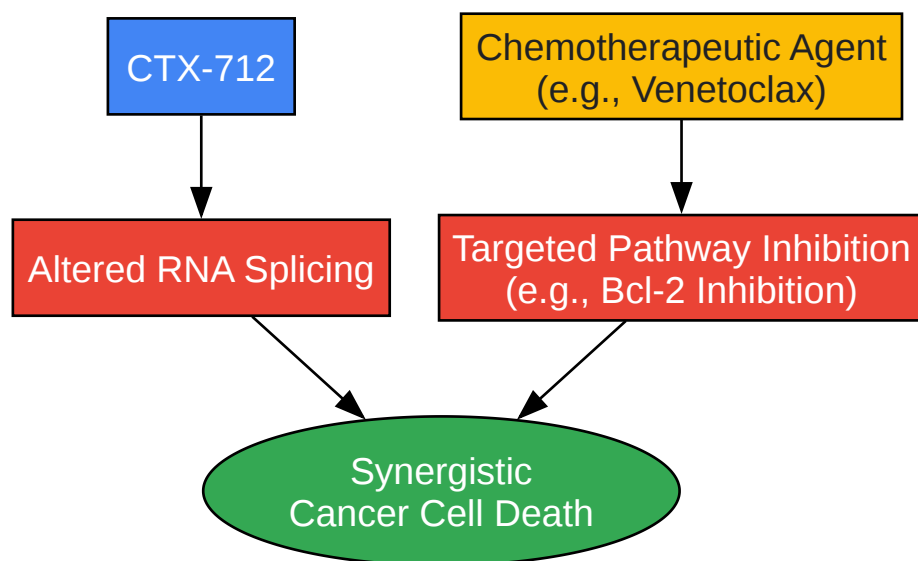 CTX-712
Chemotherapeutic Agent
(e.g., Venetoclax)
Altered RNA Splicing
Targeted Pathway Inhibition
(e.g., Bcl-2 Inhibition)
Synergistic
Cancer Cell Death